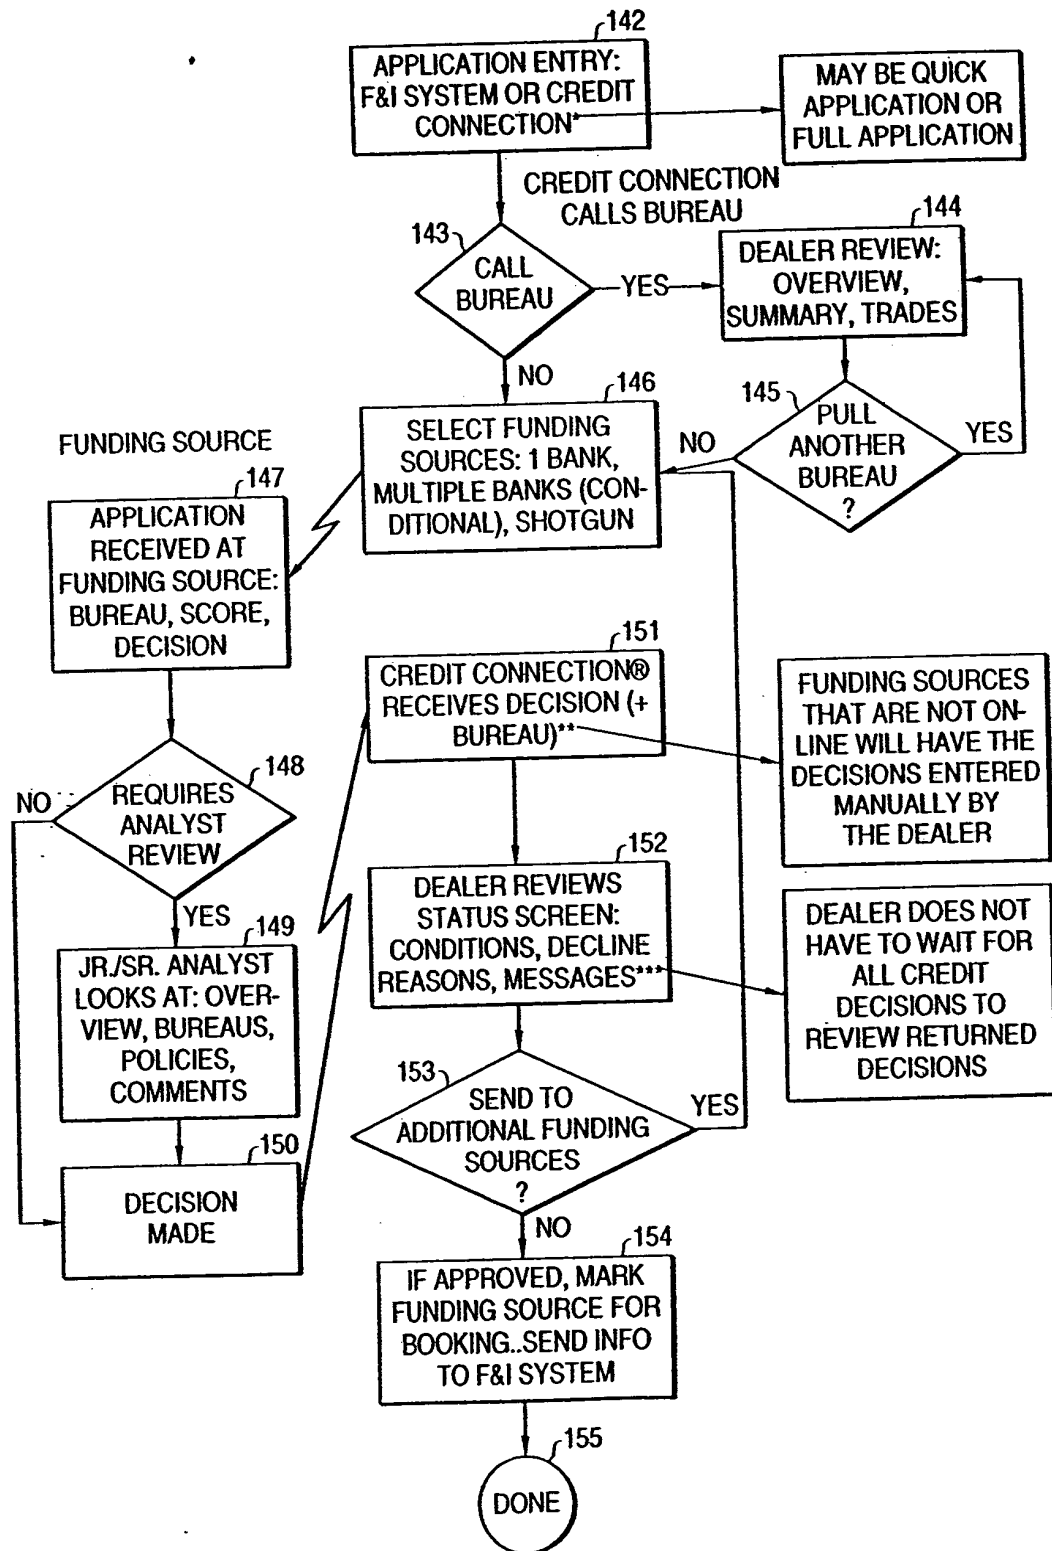 142
APPLICATION ENTRY:
F&I SYSTEM OR CREDIT
CONNECTION*
MAY BE QUICK
APPLICATION OR
FULL APPLICATION
CREDIT CONNECTION
CALLS BUREAU
143
CALL
BUREAU
YES
NO
144
DEALER REVIEW:
OVERVIEW,
SUMMARY, TRADES
145
PULL
ANOTHER
BUREAU
?
YES
NO
146
SELECT FUNDING
SOURCES: 1 BANK,
MULTIPLE BANKS (CON-
DITIONAL), SHOTGUN
FUNDING SOURCE
147
APPLICATION
RECEIVED AT
FUNDING SOURCE:
BUREAU, SCORE,
DECISION
148
REQUIRES
ANALYST
REVIEW
NO
YES
149
JR./SR. ANALYST
LOOKS AT: OVER-
VIEW, BUREAUS,
POLICIES,
COMMENTS
150
DECISION
MADE
151
CREDIT CONNECTION®
RECEIVES DECISION (+
BUREAU)**
FUNDING SOURCES
THAT ARE NOT ON-
LINE WILL HAVE THE
DECISIONS ENTERED
MANUALLY BY
THE DEALER
152
DEALER REVIEWS
STATUS SCREEN:
CONDITIONS, DECLINE
REASONS, MESSAGES***
DEALER DOES NOT
HAVE TO WAIT FOR
ALL CREDIT
DECISIONS TO
REVIEW RETURNED
DECISIONS
153
SEND TO
ADDITIONAL FUNDING
SOURCES
?
YES
NO
154
IF APPROVED, MARK
FUNDING SOURCE FOR
BOOKING..SEND INFO
TO F&I SYSTEM
155
DONE